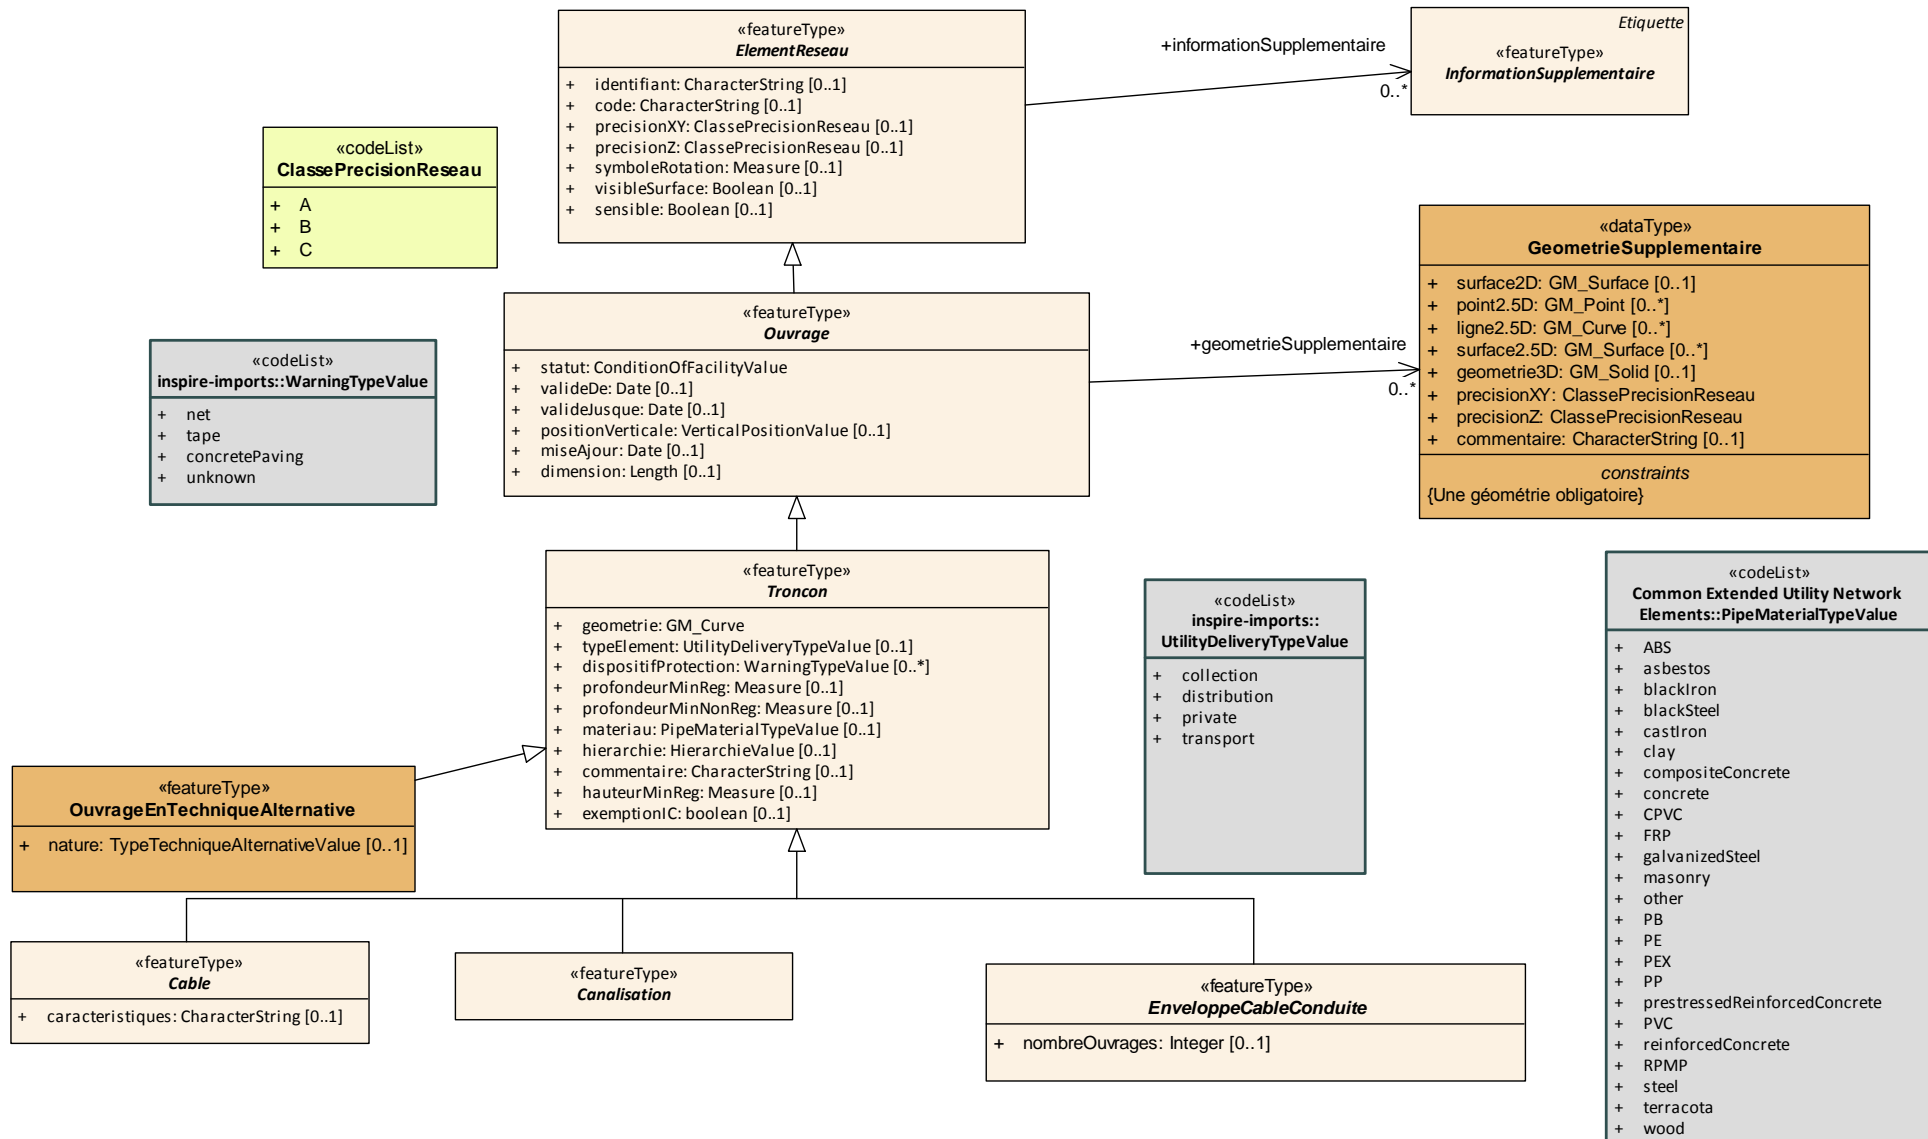 «featureType»
ElementReseau
+ identifiant: CharacterString [0..1]
+ code: CharacterString [0..1]
+ precisionXY: ClassePrecisionReseau [0..1]
+ precisionZ: ClassePrecisionReseau [0..1]
+ symboleRotation: Measure [0..1]
+ visibleSurface: Boolean [0..1]
+ sensible: Boolean [0..1]
+informationSupplementaire
0..*
Etiquette
«featureType»
InformationSupplementaire
«codeList»
ClassePrecisionReseau
+ A
+ B
+ C
«dataType»
GeometrieSupplementaire
+ surface2D: GM_Surface [0..1]
+ point2.5D: GM_Point [0..*]
+ ligne2.5D: GM_Curve [0..*]
+ surface2.5D: GM_Surface [0..*]
+ geometrie3D: GM_Solid [0..1]
+ precisionXY: ClassePrecisionReseau
+ precisionZ: ClassePrecisionReseau
+ commentaire: CharacterString [0..1]
constraints
{Une géométrie obligatoire}
«featureType»
Ouvrage
+ statut: ConditionOfFacilityValue
+ valideDe: Date [0..1]
+ valideJusque: Date [0..1]
+ positionVerticale: VerticalPositionValue [0..1]
+ miseAjour: Date [0..1]
+ dimension: Length [0..1]
+geometrieSupplementaire
0..*
«codeList»
inspire-imports::WarningTypeValue
+ net
+ tape
+ concretePaving
+ unknown
«featureType»
Troncon
+ geometrie: GM_Curve
+ typeElement: UtilityDeliveryTypeValue [0..1]
+ dispositifProtection: WarningTypeValue [0..*]
+ profondeurMinReg: Measure [0..1]
+ profondeurMinNonReg: Measure [0..1]
+ materiau: PipeMaterialTypeValue [0..1]
+ hierarchie: HierarchieValue [0..1]
+ commentaire: CharacterString [0..1]
+ hauteurMinReg: Measure [0..1]
+ exemptionIC: boolean [0..1]
«codeList»
inspire-imports::
UtilityDeliveryTypeValue
+ collection
+ distribution
+ private
+ transport
«codeList»
Common Extended Utility Network
Elements::PipeMaterialTypeValue
+ ABS
+ asbestos
+ blackIron
+ blackSteel
+ castIron
+ clay
+ compositeConcrete
+ concrete
+ CPVC
+ FRP
+ galvanizedSteel
+ masonry
+ other
+ PB
+ PE
+ PEX
+ PP
+ prestressedReinforcedConcrete
+ PVC
+ reinforcedConcrete
+ RPMP
+ steel
+ terracota
+ wood
«featureType»
OuvrageEnTechniqueAlternative
+ nature: TypeTechniqueAlternativeValue [0..1]
«featureType»
Cable
+ caracteristiques: CharacterString [0..1]
«featureType»
Canalisation
«featureType»
EnveloppeCableConduite
+ nombreOuvrages: Integer [0..1]